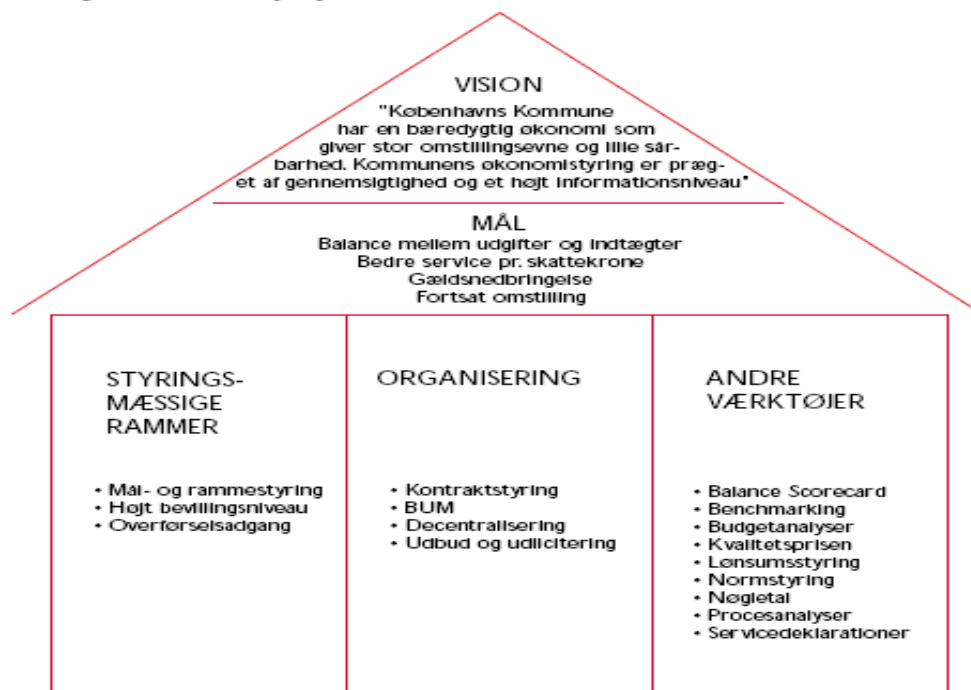 VISION
"Københavns Kommune
har en bæredygtig økonomi som
giver stor omstillingsevne og lille sår-
barhed. Kommunens økonomistyring er præg-
et af gennemsigtighed og et højt informationsniveau"
MÅL
Balance mellem udgifter og indtægter
Bedre service pr. skattekrone
Gældsnedbringelse
Fortsat omstilling
STYRINGS-
MÆSSIGE
RAMMER
• Mål- og rammestyring
• Højt bevillingsniveau
• Overførselsadgang
ORGANISERING
• Kontraktstyring
• BUM
• Decentralisering
• Udbud og udlicitering
ANDRE
VÆRKTØJER
• Balance Scorecard
• Benchmarking
• Budgetanalyser
• Kvalitetsprisen
• Lønsumsstyring
• Normstyring
• Nøgletal
• Procesanalyser
• Servicedeklarationer